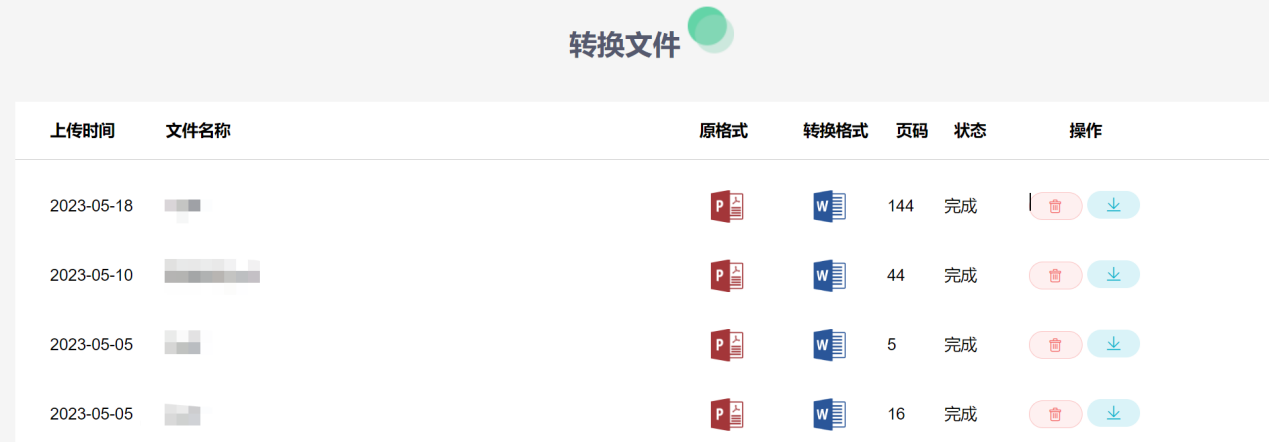 转换文件
上传时间 文件名称 原格式 转换格式 页码 状态 操作
2023-05-18 P W 144 完成
2023-05-10 P W 44 完成
2023-05-05 P W 5 完成
2023-05-05 P W 16 完成